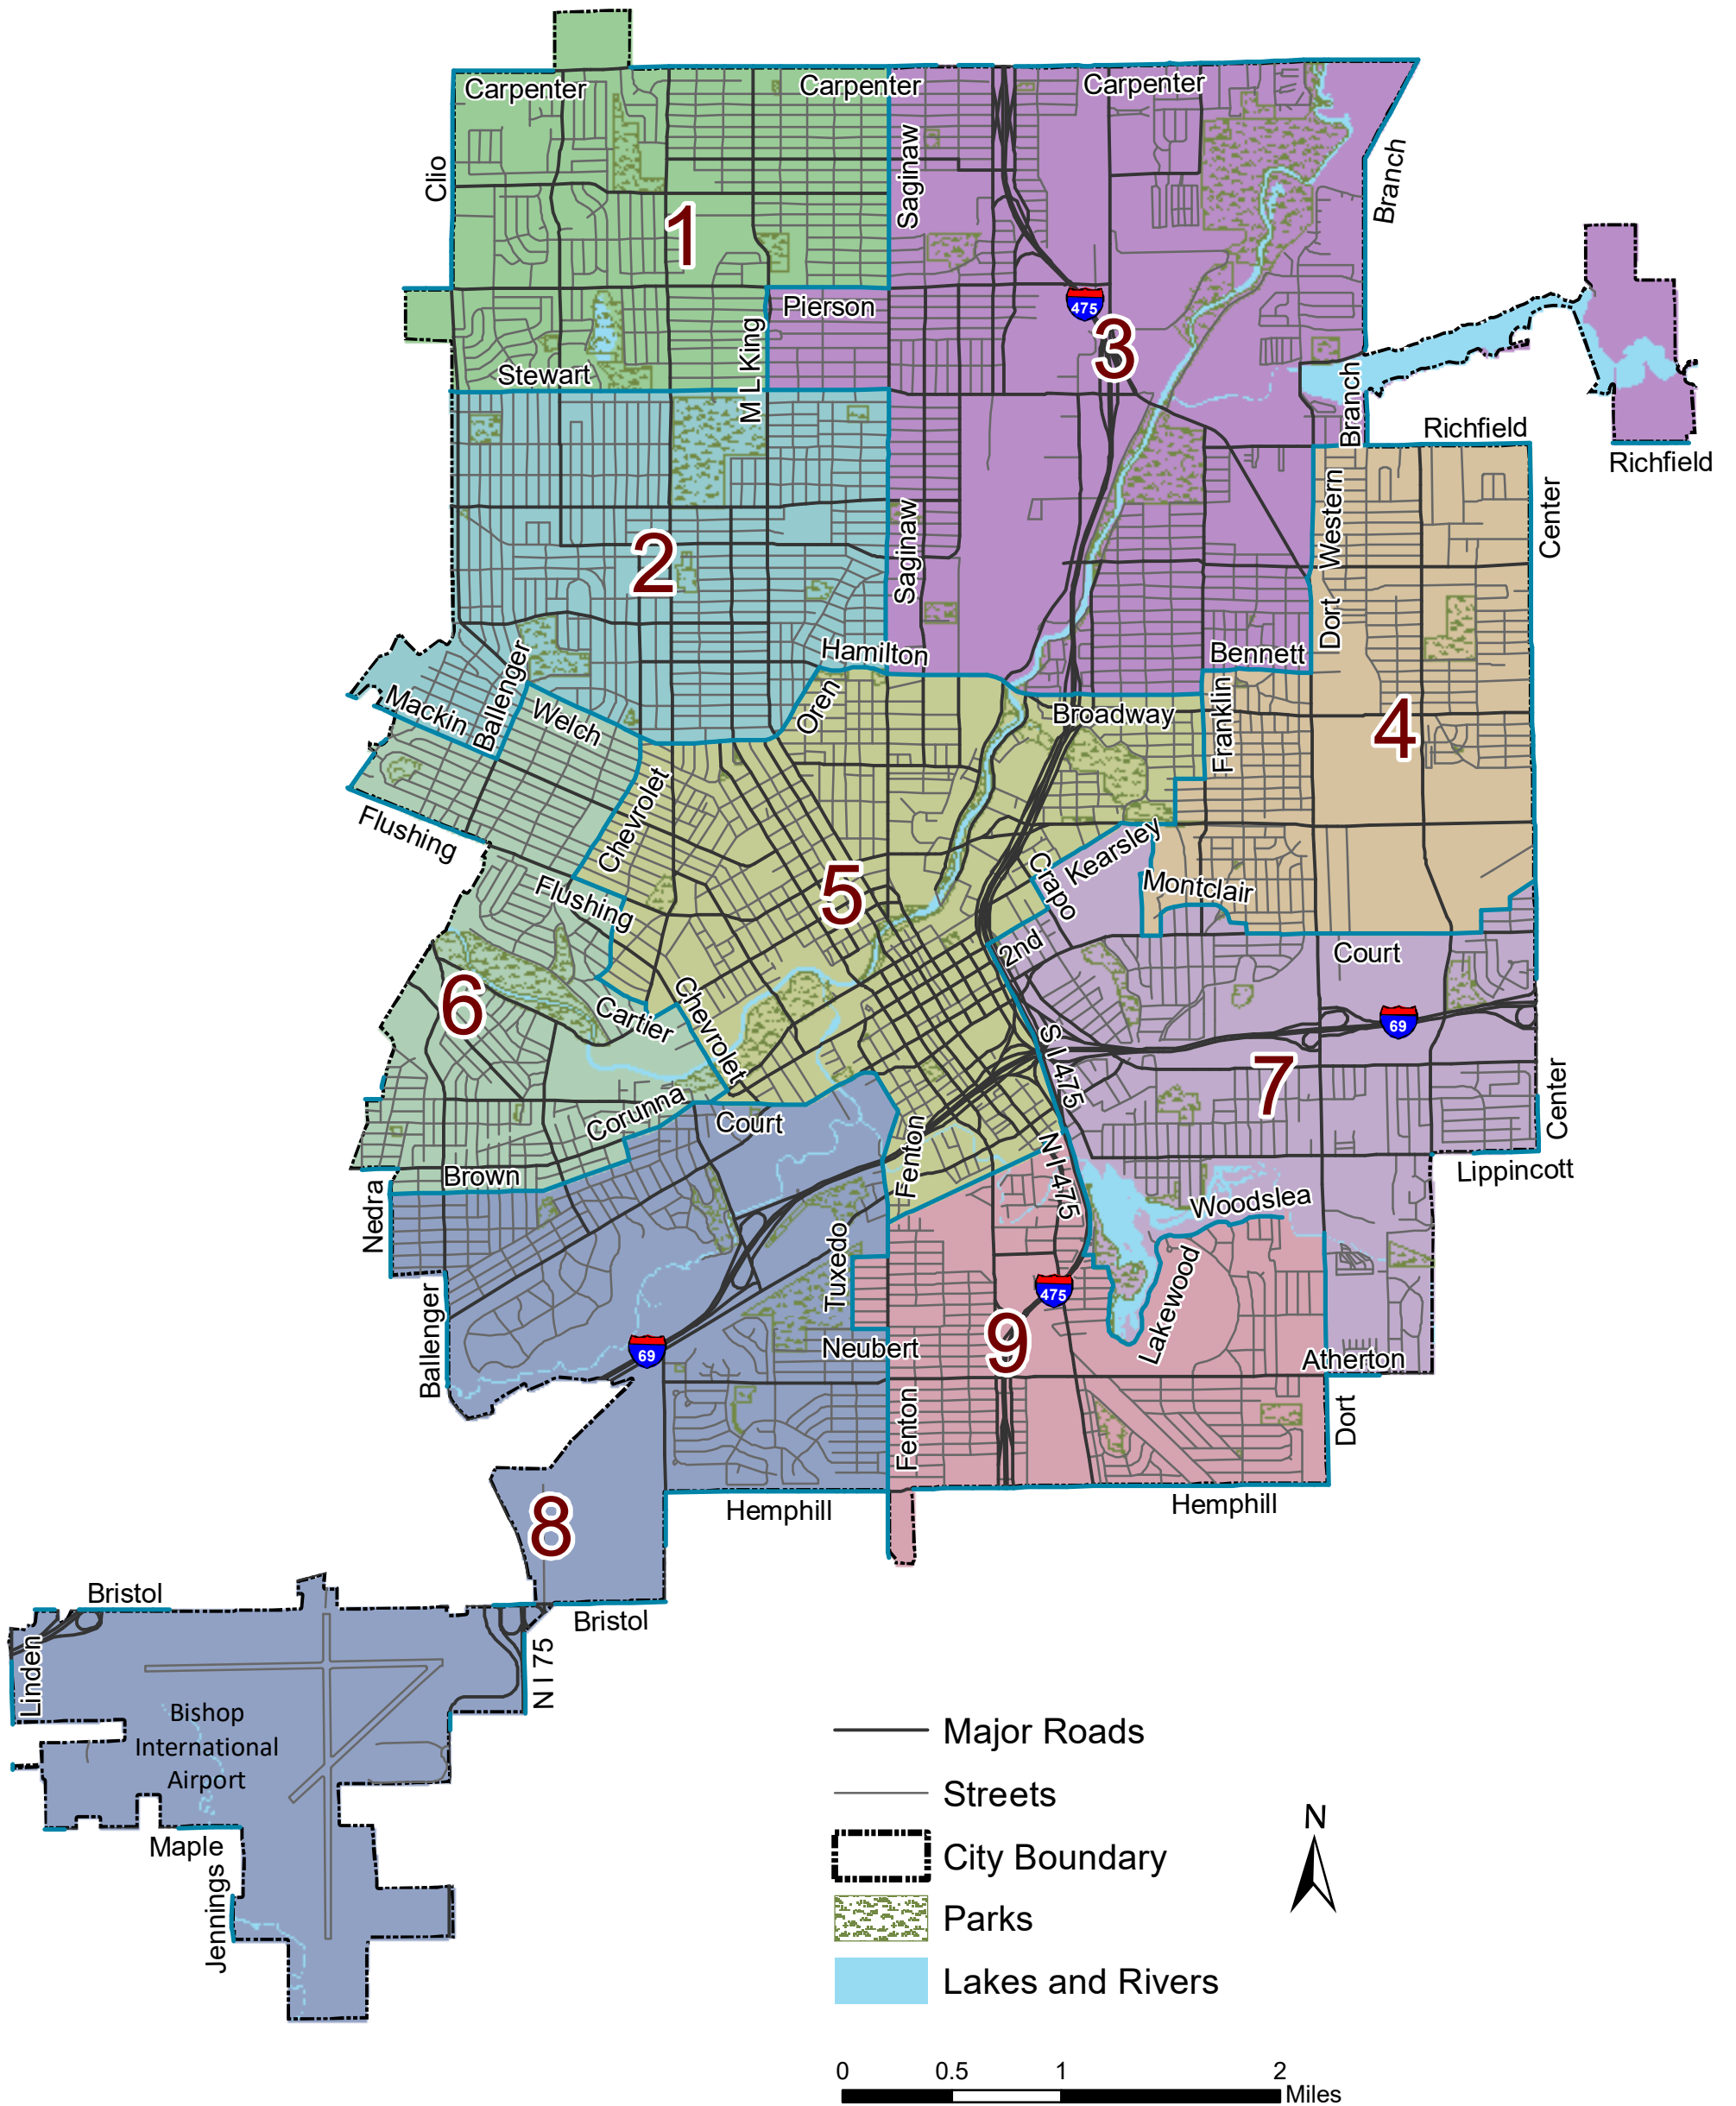 Carpenter
Carpenter
Carpenter
Clio
Saginaw
Branch
1
Pierson
475
3
M L King
Stewart
Branch
Richfield
Richfield
Saginaw
Western
Center
2
Dort
Hamilton
Bennett
Ballenger
Mackin
Welch
Oren
Broadway
Franklin
4
Chevrolet
Flushing
Kearsley
Crapo
Montclair
5
Flushing
2nd
Court
6
Cartier
Chevrolet
S I 475
69
7
Corunna
Court
Center
Fenton
N I 475
Brown
Lippincott
Nedra
Woodslea
Tuxedo
Ballenger
475
Lakewood
69
Neubert
9
Atherton
Fenton
Dort
8
Hemphill
Hemphill
Bristol
Bristol
Linden
N I 75
Bishop
International
Airport
Maple
Jennings
Major Roads
Streets
City Boundary
Parks
Lakes and Rivers
N
0 0.5 1 2
Miles